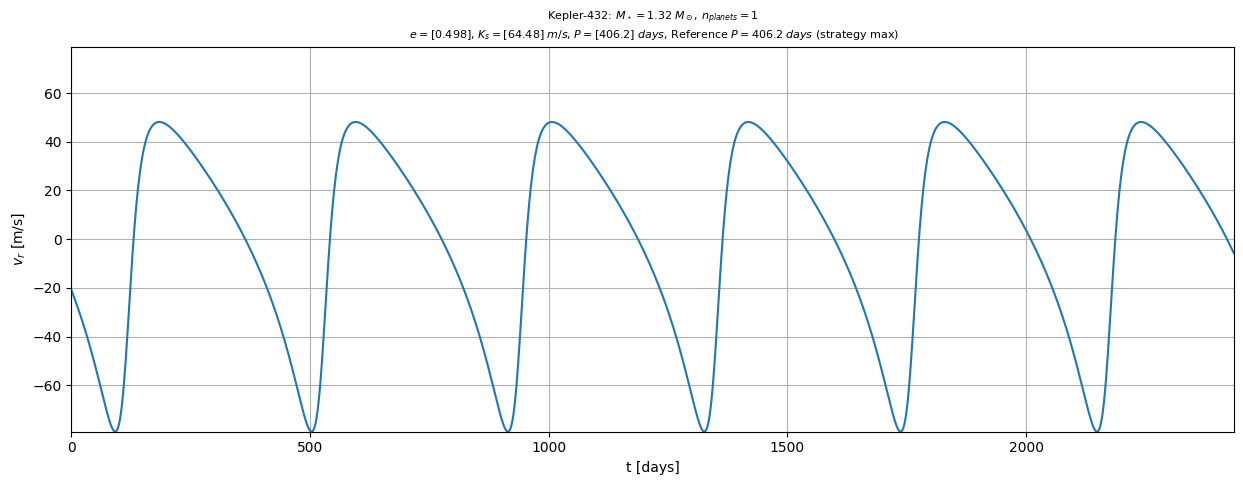 Kepler-432: M⋆ = 1.32 M⊙, nplanets = 1
e = [0.498], Ks = [64.48] m/s, P = [406.2] days, Reference P = 406.2 days (strategy max)
60
40
20
0
−20
−40
−60
vr [m/s]
0 500 1000 1500 2000
t [days]